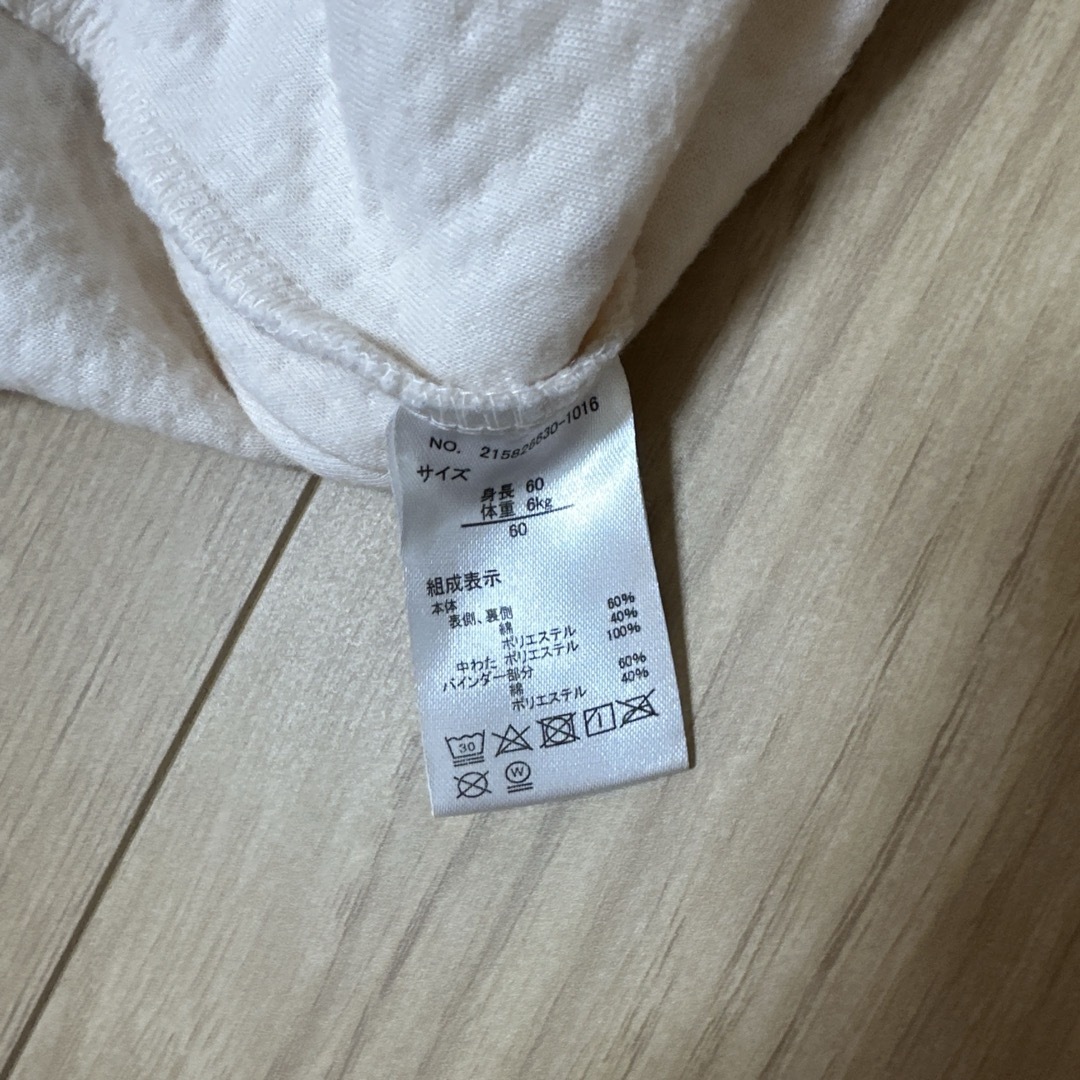 NO. 215826630-1016
サイズ
身長 60
体重 6kg
60
組成表示
本体
表側、裏側
綿 60%
ポリエステル 40%
中わた ポリエステル 100%
バインダー部分
綿 60%
ポリエステル 40%
30
W